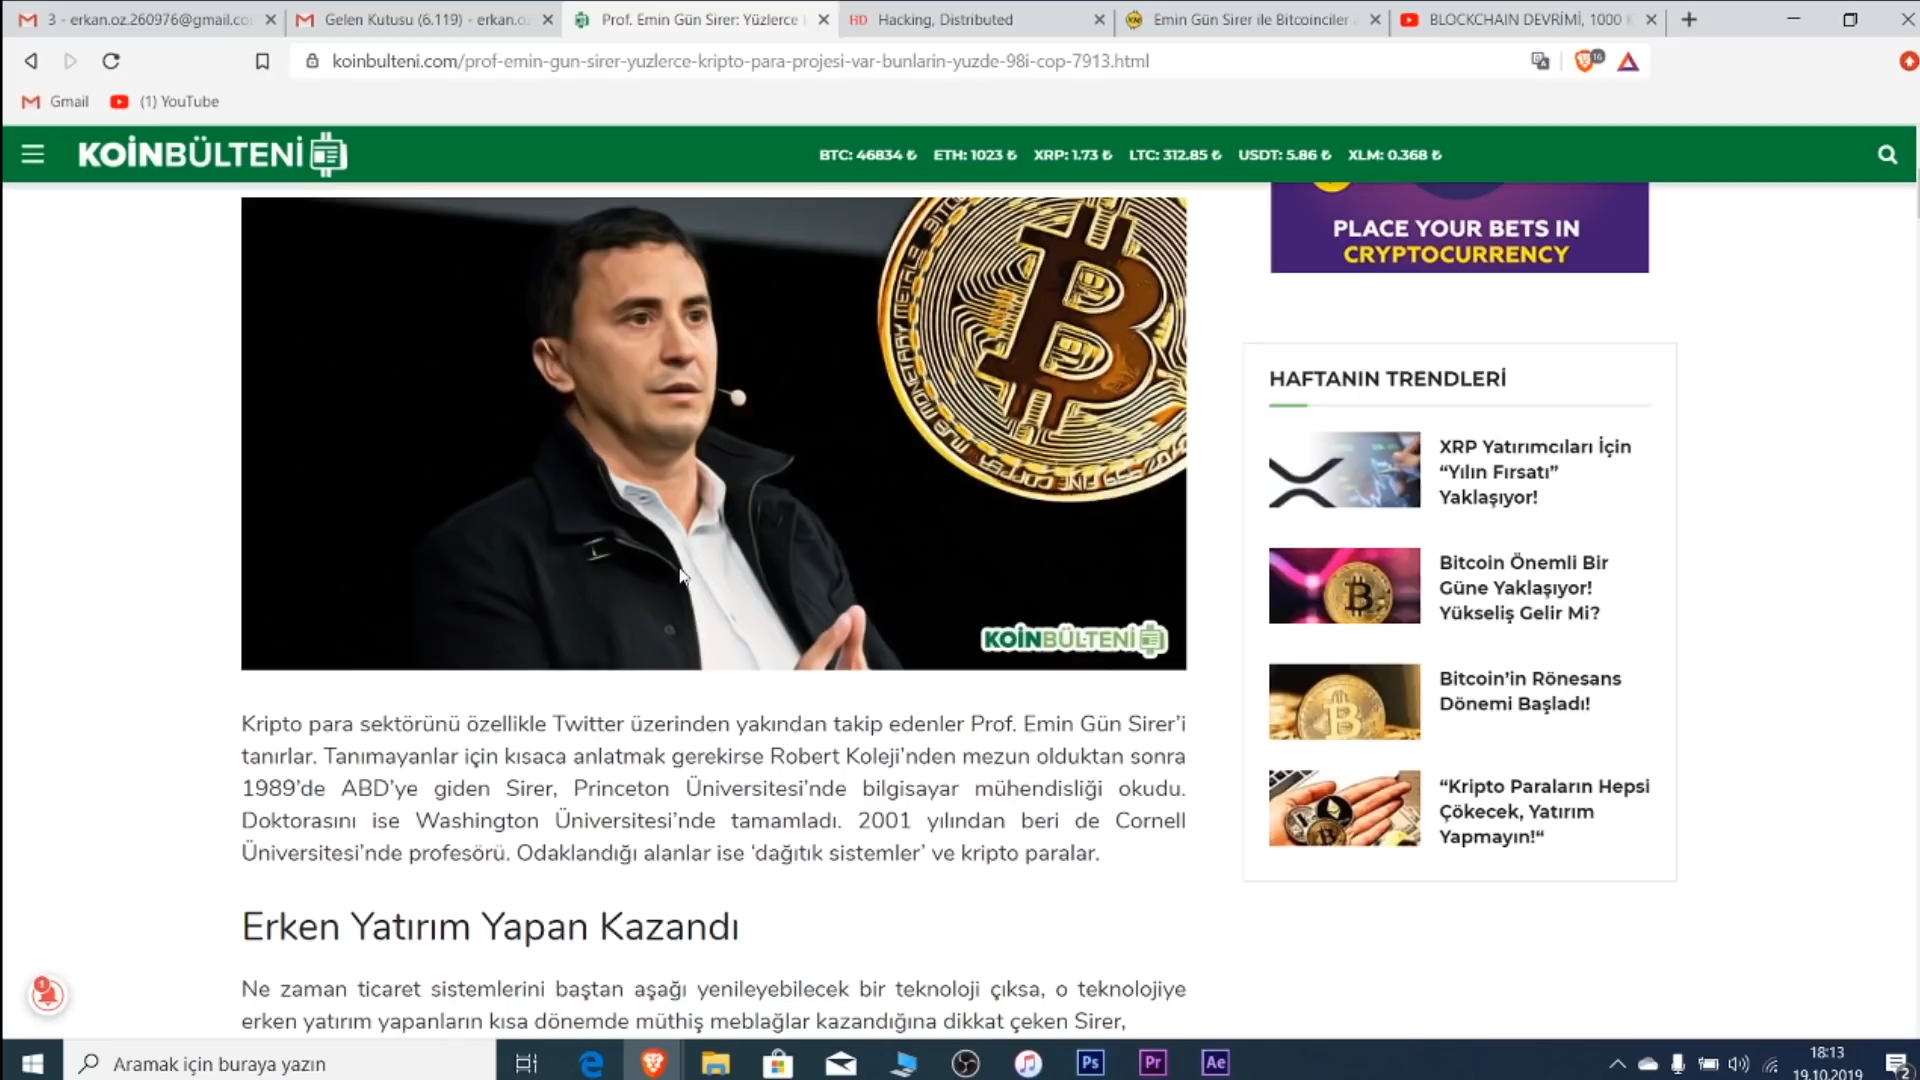 3 - erkan.oz.260976@gmail.co
Gelen Kutusu (6.119) - erkan.o
Prof. Emin Gün Sirer: Yüzlerce
HD Hacking, Distributed
Emin Gün Sirer ile Bitcoinciler
BLOCKCHAIN DEVRİMİ, 1000
koinbulteni.com/prof-emin-gun-sirer-yuzlerce-kripto-para-projesi-var-bunlarin-yuzde-98i-cop-7913.html
16
Gmail
(1) YouTube
KOİNBÜLTENİ
BTC: 46834 ₺ ETH: 1023 ₺ XRP: 1.73 ₺ LTC: 312.85 ₺ USDT: 5.86 ₺ XLM: 0.368 ₺
PLACE YOUR BETS IN
CRYPTOCURRENCY
KOİNBÜLTENİ
HAFTANIN TRENDLERİ
XRP Yatırımcıları İçin
“Yılın Fırsatı”
Yaklaşıyor!
Bitcoin Önemli Bir
Güne Yaklaşıyor!
Yükseliş Gelir Mi?
Bitcoin’in Rönesans
Dönemi Başladı!
“Kripto Paraların Hepsi
Çökecek, Yatırım
Yapmayın!“
Kripto para sektörünü özellikle Twitter üzerinden yakından takip edenler Prof. Emin Gün Sirer’i
tanırlar. Tanımayanlar için kısaca anlatmak gerekirse Robert Koleji’nden mezun olduktan sonra
1989’de ABD’ye giden Sirer, Princeton Üniversitesi’nde bilgisayar mühendisliği okudu.
Doktorasını ise Washington Üniversitesi’nde tamamladı. 2001 yılından beri de Cornell
Üniversitesi’nde profesörü. Odaklandığı alanlar ise ‘dağıtık sistemler’ ve kripto paralar.
Erken Yatırım Yapan Kazandı
Ne zaman ticaret sistemlerini baştan aşağı yenileyebilecek bir teknoloji çıksa, o teknolojiye
erken yatırım yapanların kısa dönemde müthiş meblağlar kazandığına dikkat çeken Sirer,
1
Aramak için buraya yazın
Ps
Pr
Ae
18:13
19.10.2019
2